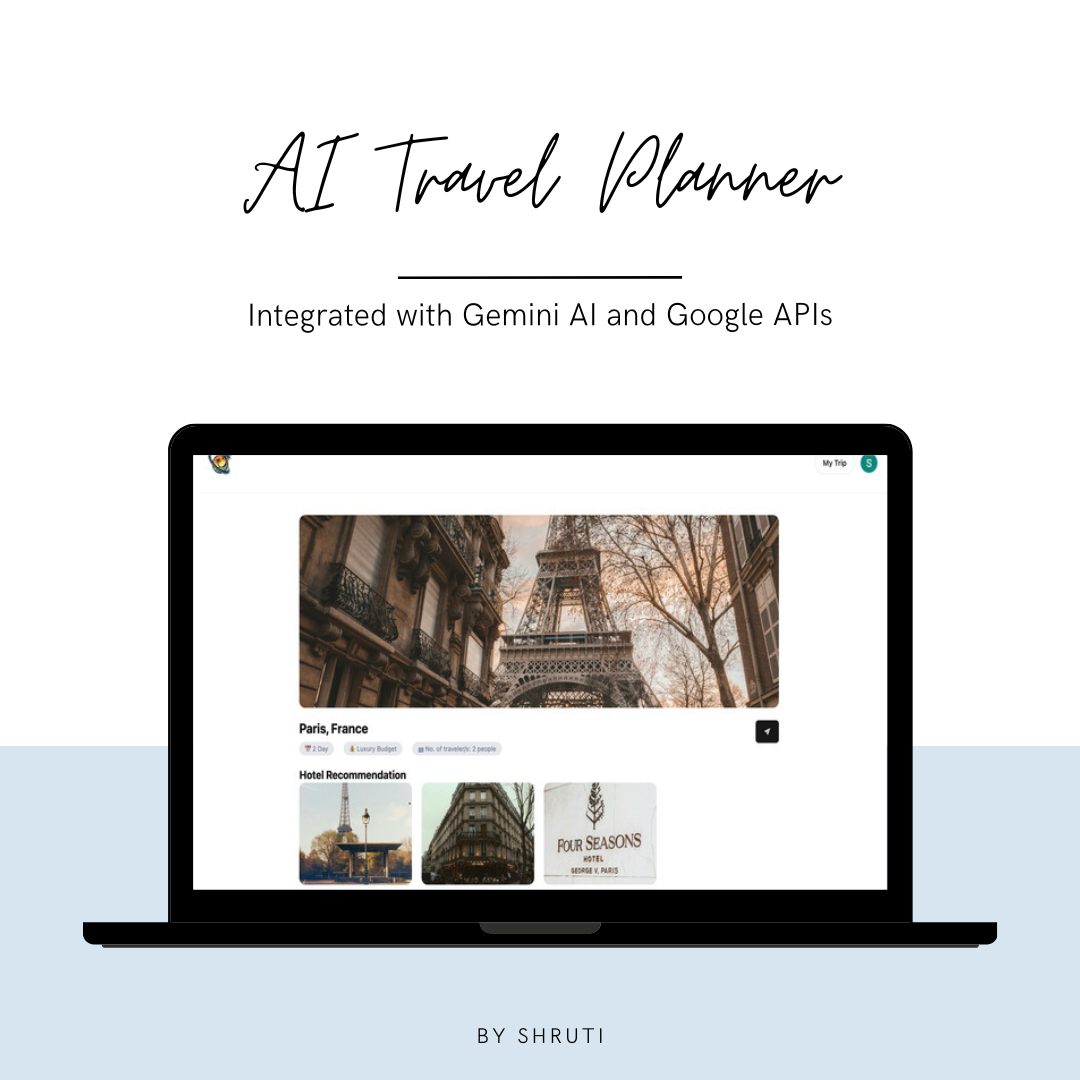 AI Travel Planner
Integrated with Gemini AI and Google APIs
My Trip
S
Paris, France
📅 2 Day
💰 Luxury Budget
👥 No. of traveler|s: 2 people
Hotel Recommendation
FOUR SEASONS
HOTEL
GEORGE V, PARIS
BY SHRUTI